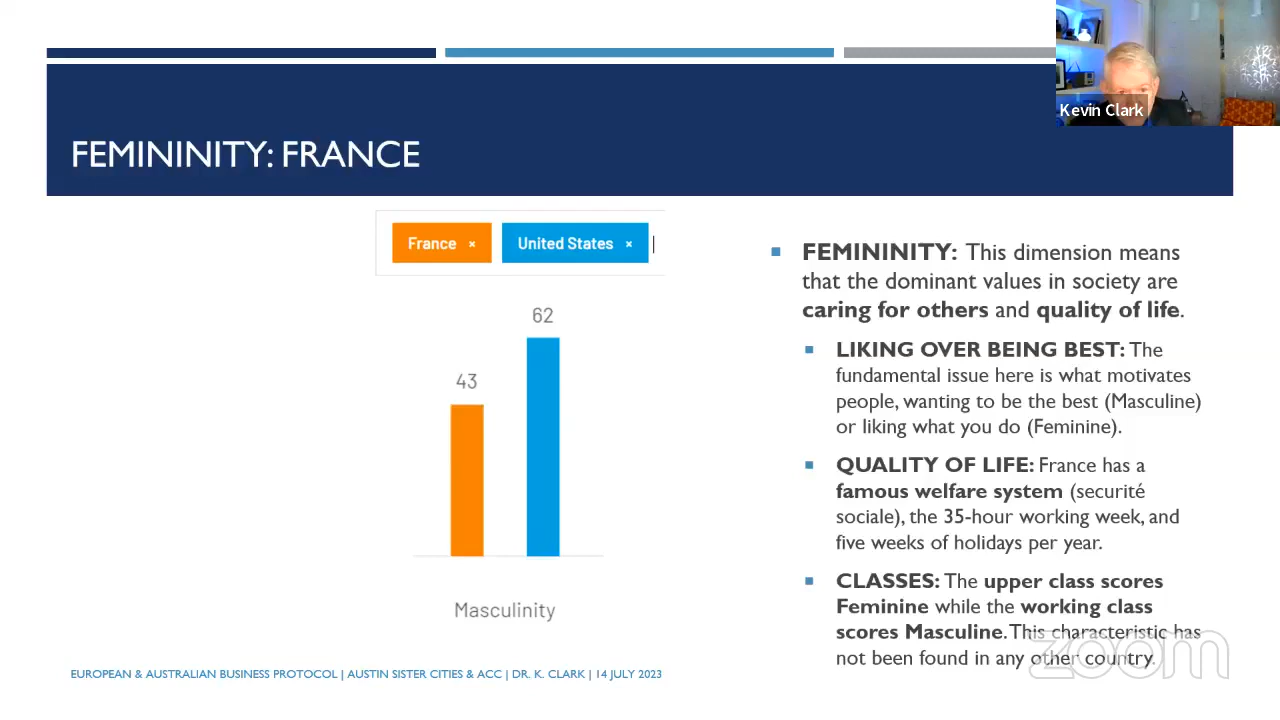 Kevin Clark
FEMININITY: FRANCE
France ×
United States ×
62
43
Masculinity
FEMININITY: This dimension means
that the dominant values in society are
caring for others and quality of life.
LIKING OVER BEING BEST: The
fundamental issue here is what motivates
people, wanting to be the best (Masculine)
or liking what you do (Feminine).
QUALITY OF LIFE: France has a
famous welfare system (securité
sociale), the 35-hour working week, and
five weeks of holidays per year.
CLASSES: The upper class scores
Feminine while the working class
scores Masculine. This characteristic has
not been found in any other country.
zoom
EUROPEAN & AUSTRALIAN BUSINESS PROTOCOL | AUSTIN SISTER CITIES & ACC | DR. K. CLARK | 14 JULY 2023